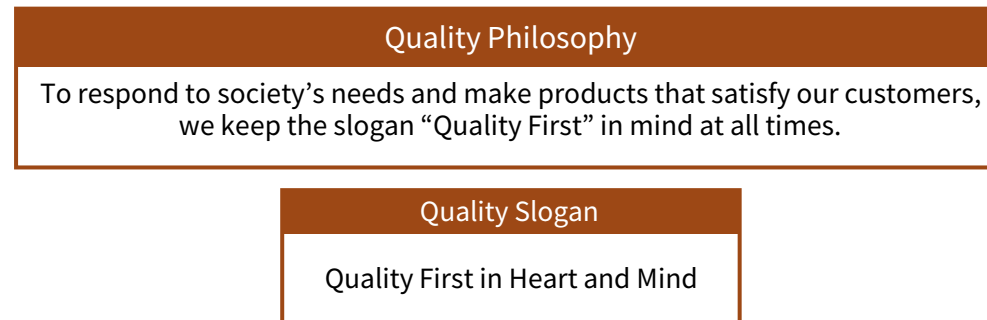 Quality Philosophy
To respond to society’s needs and make products that satisfy our customers,
we keep the slogan “Quality First” in mind at all times.
Quality Slogan
Quality First in Heart and Mind